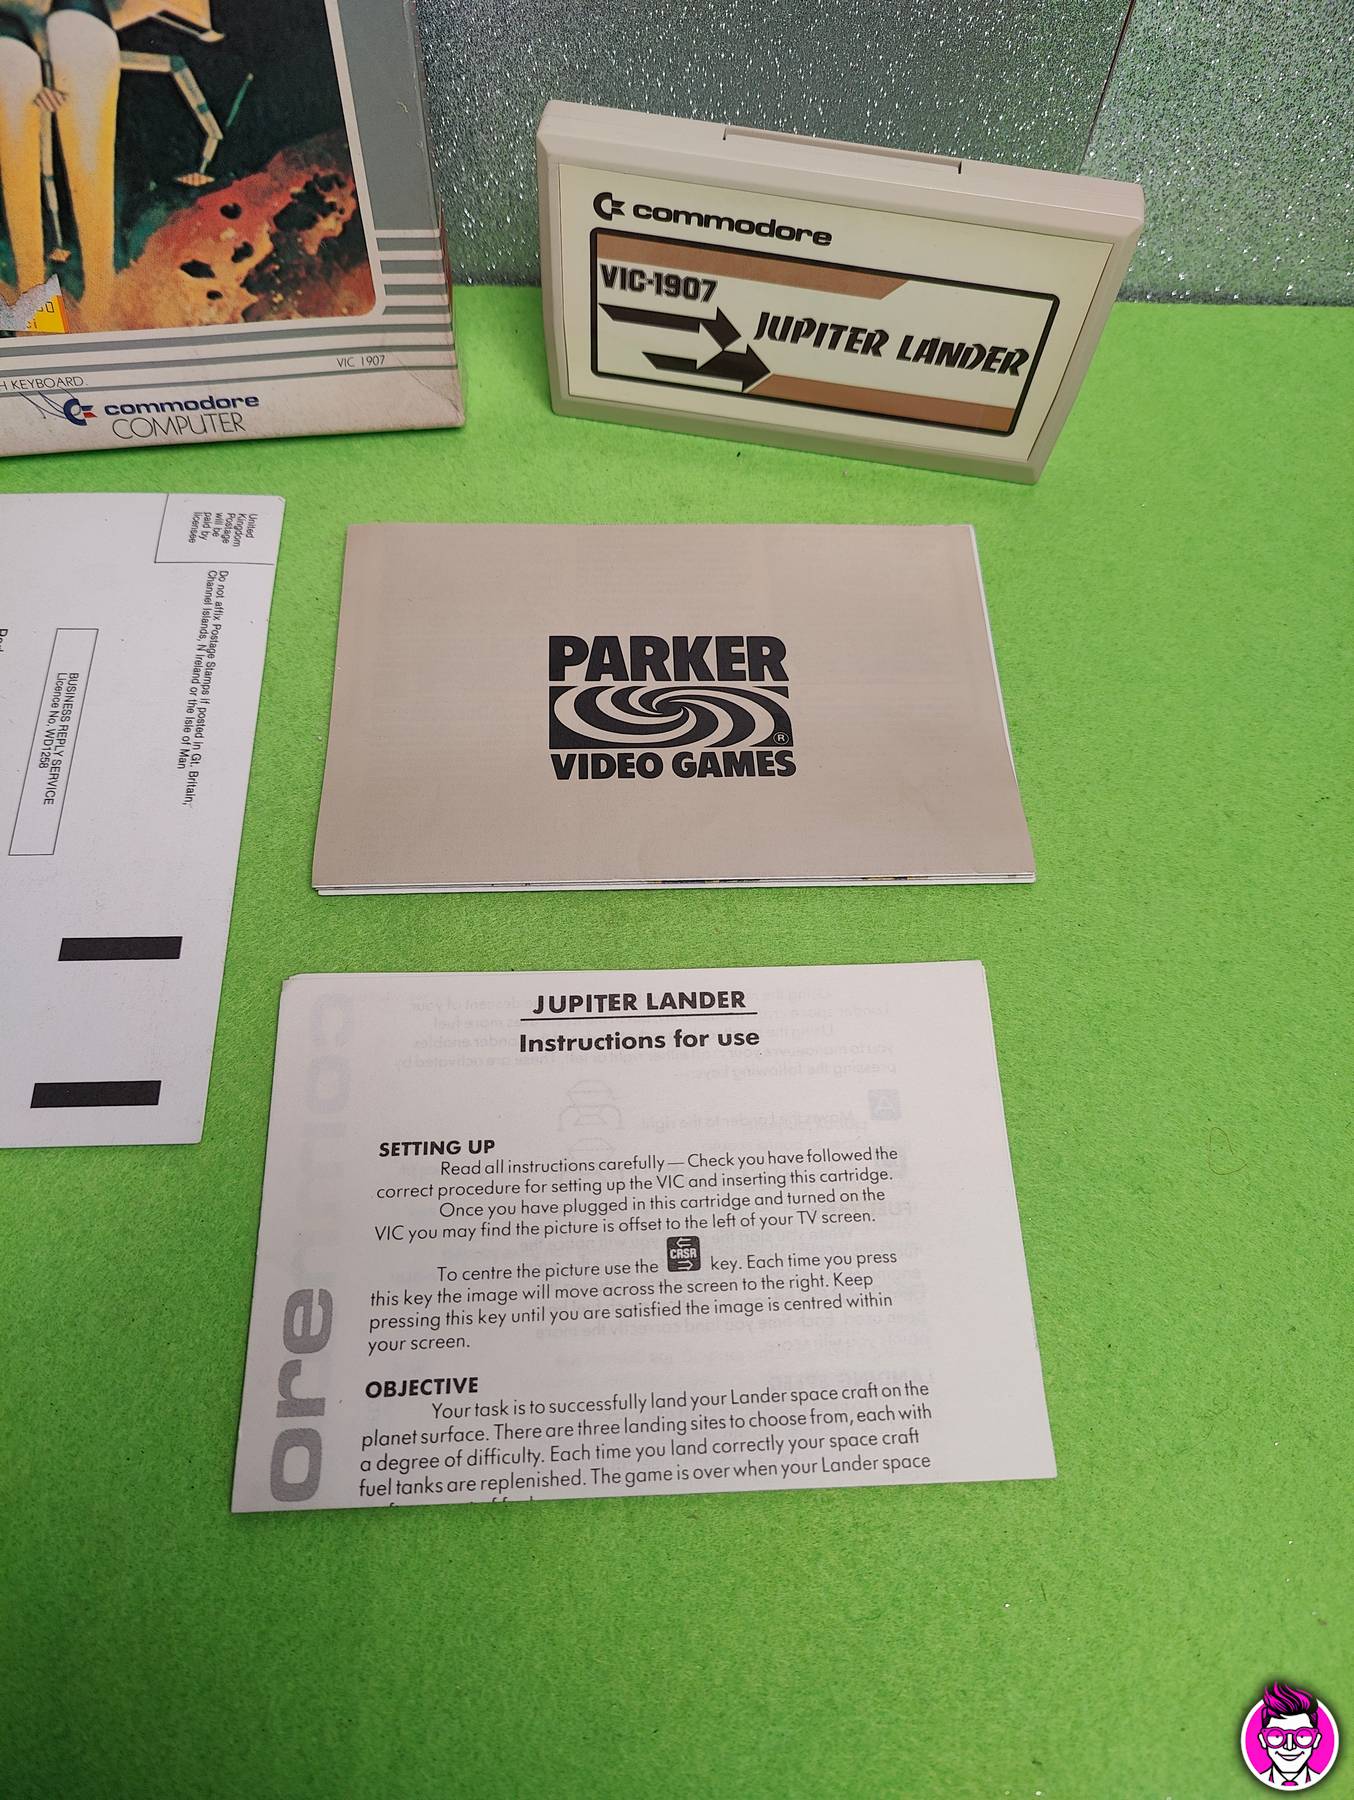 VIC 1907
H KEYBOARD.
commodore
COMPUTER
commodore
VIC-1907
JUPITER LANDER
United
Kingdom
Postage
will be
paid by
licensee
Do not affix Postage Stamps if posted in Gt. Britain,
Channel Islands, N Ireland or the Isle of Man
BUSINESS REPLY SERVICE
Licence No. WD1258
PARKER
VIDEO GAMES
®
JUPITER LANDER
Instructions for use
SETTING UP
Read all instructions carefully — Check you have followed the
correct procedure for setting up the VIC and inserting this cartridge.
Once you have plugged in this cartridge and turned on the
VIC you may find the picture is offset to the left of your TV screen.
To centre the picture use the CRSR key. Each time you press
this key the image will move across the screen to the right. Keep
pressing this key until you are satisfied the image is centred within
your screen.
OBJECTIVE
Your task is to successfully land your Lander space craft on the
planet surface. There are three landing sites to choose from, each with
a degree of difficulty. Each time you land correctly your space craft
fuel tanks are replenished. The game is over when your Lander space
ore